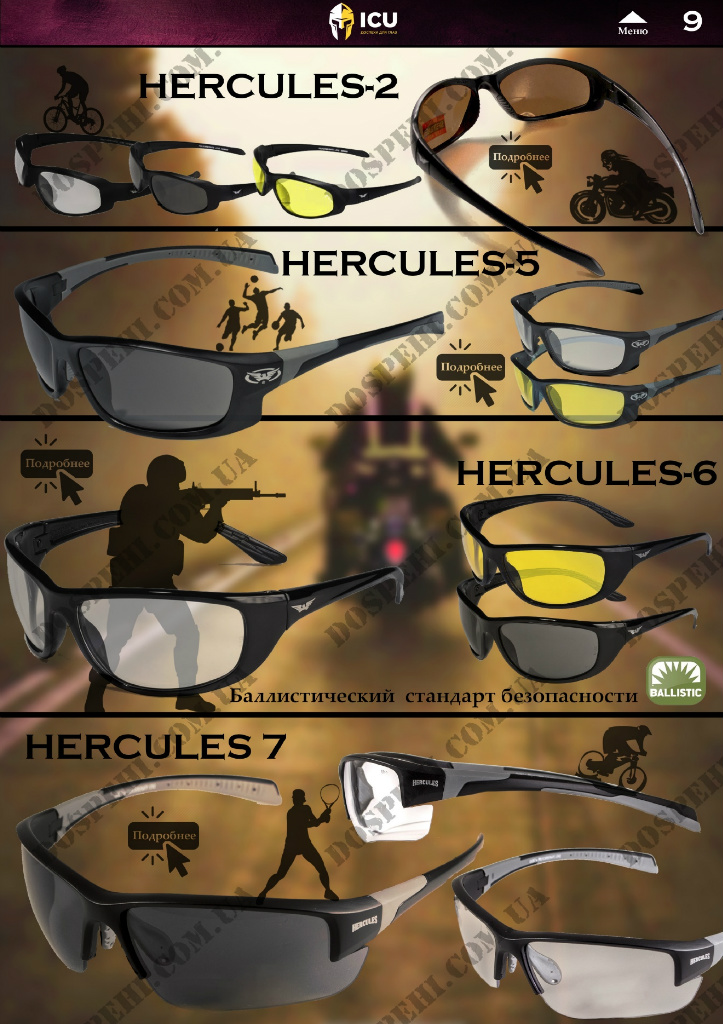 ICU
ДОСПЕХИ ДЛЯ ГЛАЗ
Меню
9
HERCULES-2
Подробнее
HERCULES-5
Подробнее
Подробнее
HERCULES-6
Баллистический стандарт безопасности
BALLISTIC
HERCULES 7
HERCULES
Подробнее
HERCULES
HERCULES
DOSPEHI.COM.UA